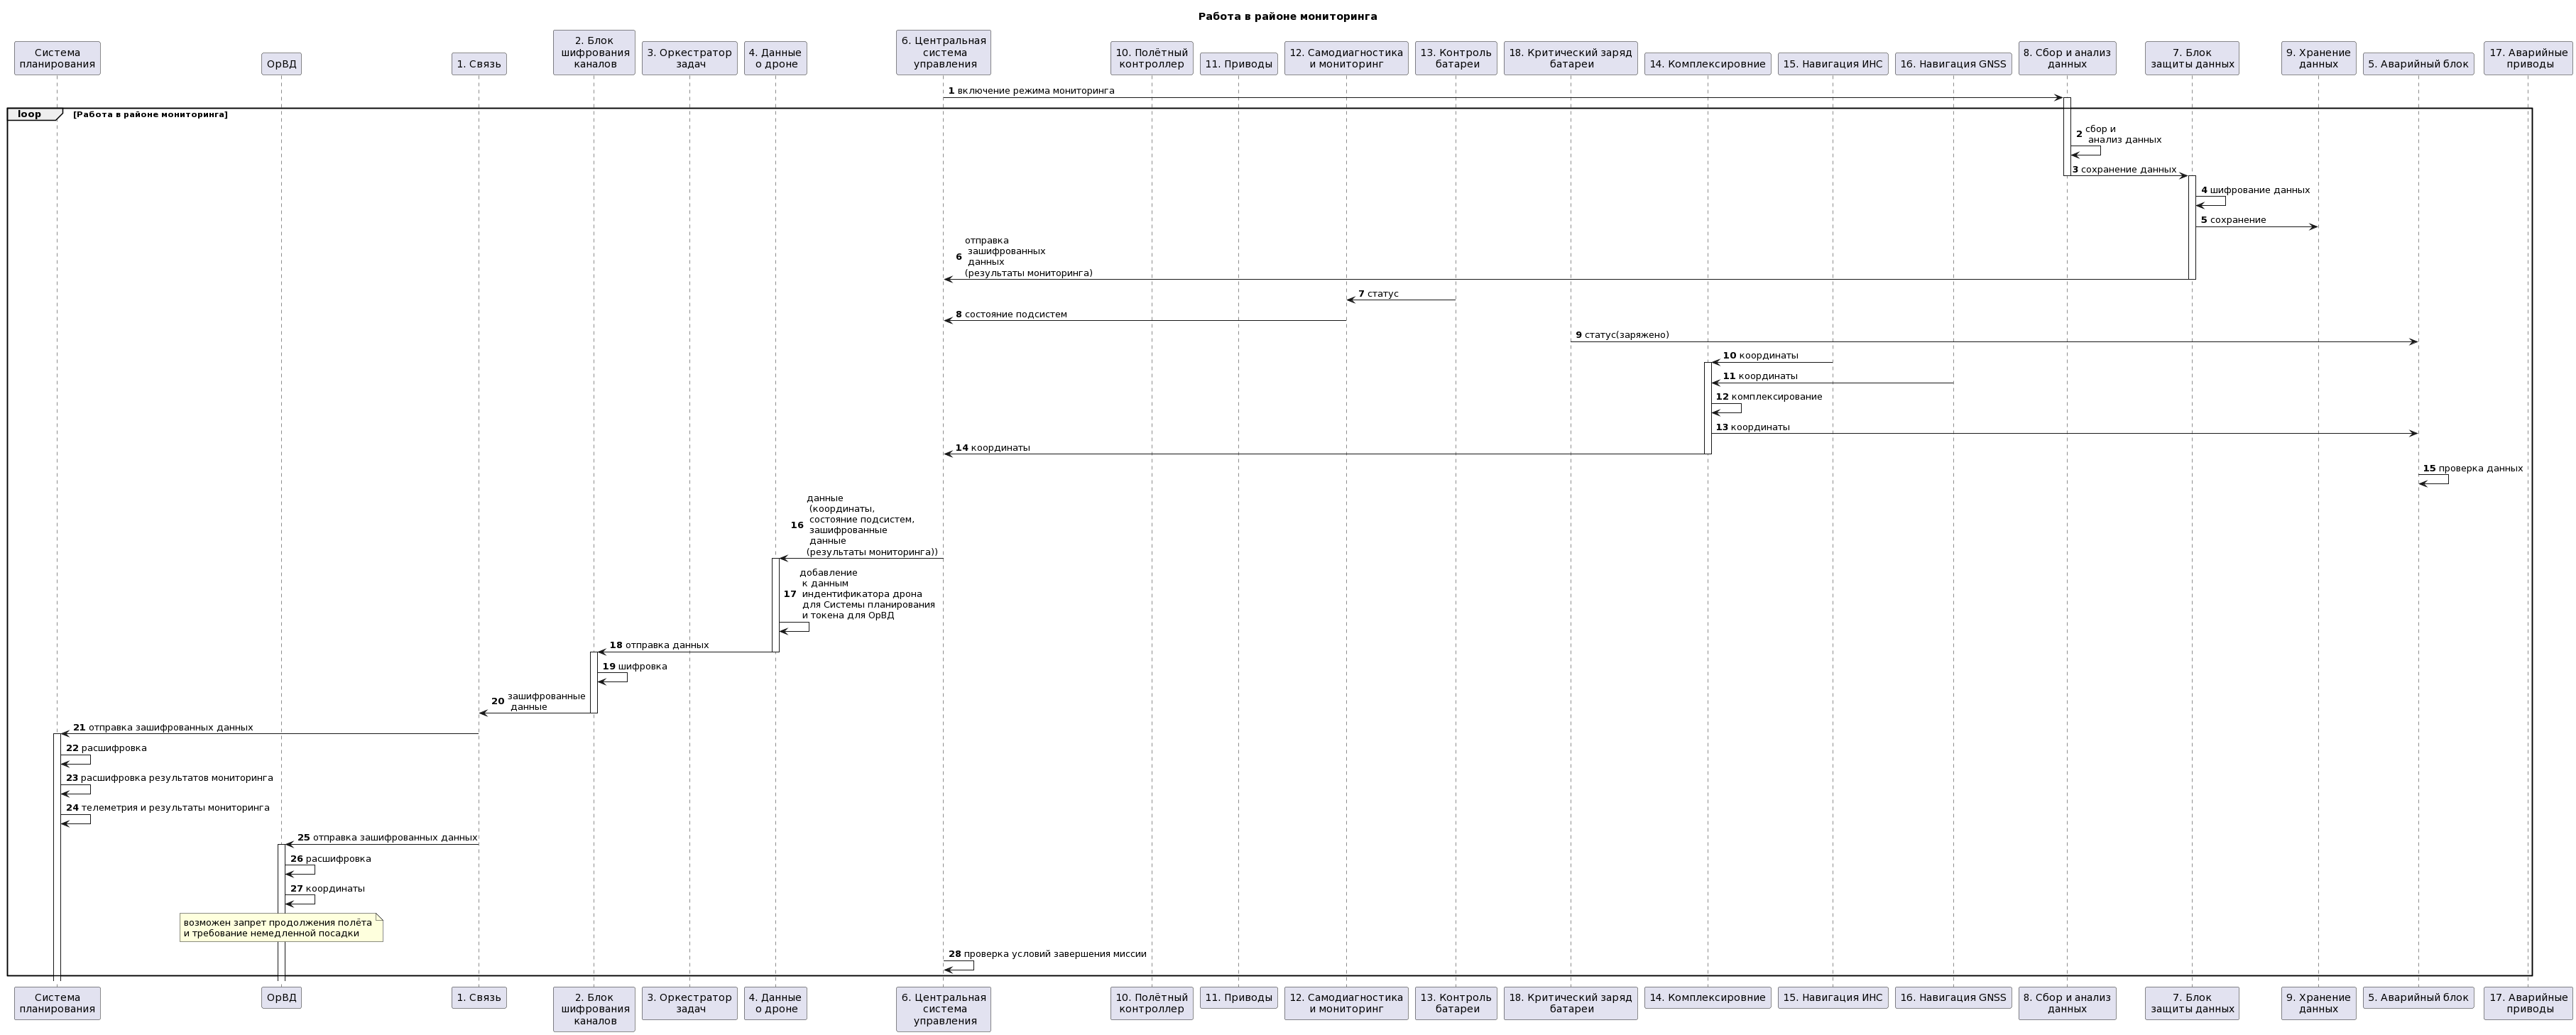 Работа в районе мониторинга
Система
планирования
ОрВД
1. Связь
2. Блок
шифрования
каналов
3. Оркестратор
задач
4. Данные
о дроне
6. Центральная
система
управления
10. Полётный
контроллер
11. Приводы
12. Самодиагностика
и мониторинг
13. Контроль
батареи
18. Критический заряд
батареи
14. Комплексировние
15. Навигация ИНС
16. Навигация GNSS
8. Сбор и анализ
данных
7. Блок
защиты данных
9. Хранение
данных
5. Аварийный блок
17. Аварийные
приводы
1 включение режима мониторинга
loop [Работа в районе мониторинга]
2 сбор и
анализ данных
3 сохранение данных
4 шифрование данных
5 сохранение
6 отправка
зашифрованных
данных
(результаты мониторинга)
7 статус
8 состояние подсистем
9 статус(заряжено)
10 координаты
11 координаты
12 комплексирование
13 координаты
14 координаты
15 проверка данных
16 данные
(координаты,
состояние подсистем,
зашифрованные
данные
(результаты мониторинга))
17 добавление
к данным
индентификатора дрона
для Системы планирования
и токена для ОрВД
18 отправка данных
19 шифровка
20 зашифрованные
данные
21 отправка зашифрованных данных
22 расшифровка
23 расшифровка результатов мониторинга
24 телеметрия и результаты мониторинга
25 отправка зашифрованных данных
26 расшифровка
27 координаты
возможен запрет продолжения полёта
и требование немедленной посадки
28 проверка условий завершения миссии
Система
планирования
ОрВД
1. Связь
2. Блок
шифрования
каналов
3. Оркестратор
задач
4. Данные
о дроне
6. Центральная
система
управления
10. Полётный
контроллер
11. Приводы
12. Самодиагностика
и мониторинг
13. Контроль
батареи
18. Критический заряд
батареи
14. Комплексировние
15. Навигация ИНС
16. Навигация GNSS
8. Сбор и анализ
данных
7. Блок
защиты данных
9. Хранение
данных
5. Аварийный блок
17. Аварийные
приводы